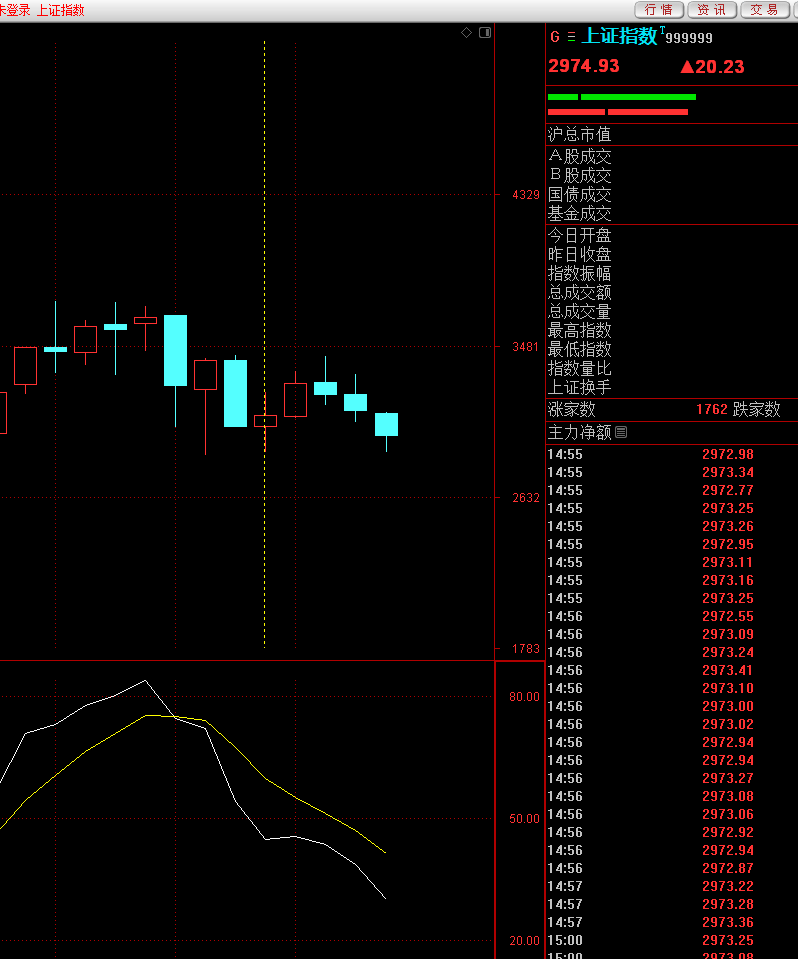 未登录 上证指数 行情 资讯 交易
G 上证指数 T999999
2974.93 ▲20.23
沪总市值
A股成交
B股成交
国债成交
基金成交
今日开盘
昨日收盘
指数振幅
总成交额
总成交量
最高指数
最低指数
指数量比
上证换手
涨家数 1762 跌家数
主力净额
4329
3481
2632
1783
80.00
50.00
20.00
14:55 2972.98
14:55 2973.34
14:55 2972.77
14:55 2973.25
14:55 2973.26
14:55 2972.95
14:55 2973.11
14:55 2973.16
14:55 2973.25
14:56 2972.55
14:56 2973.09
14:56 2973.24
14:56 2973.41
14:56 2973.10
14:56 2973.00
14:56 2973.02
14:56 2972.94
14:56 2972.94
14:56 2973.27
14:56 2973.08
14:56 2973.06
14:56 2972.92
14:56 2972.94
14:56 2972.87
14:57 2973.22
14:57 2973.28
14:57 2973.36
15:00 2973.25
15:00 2973.08